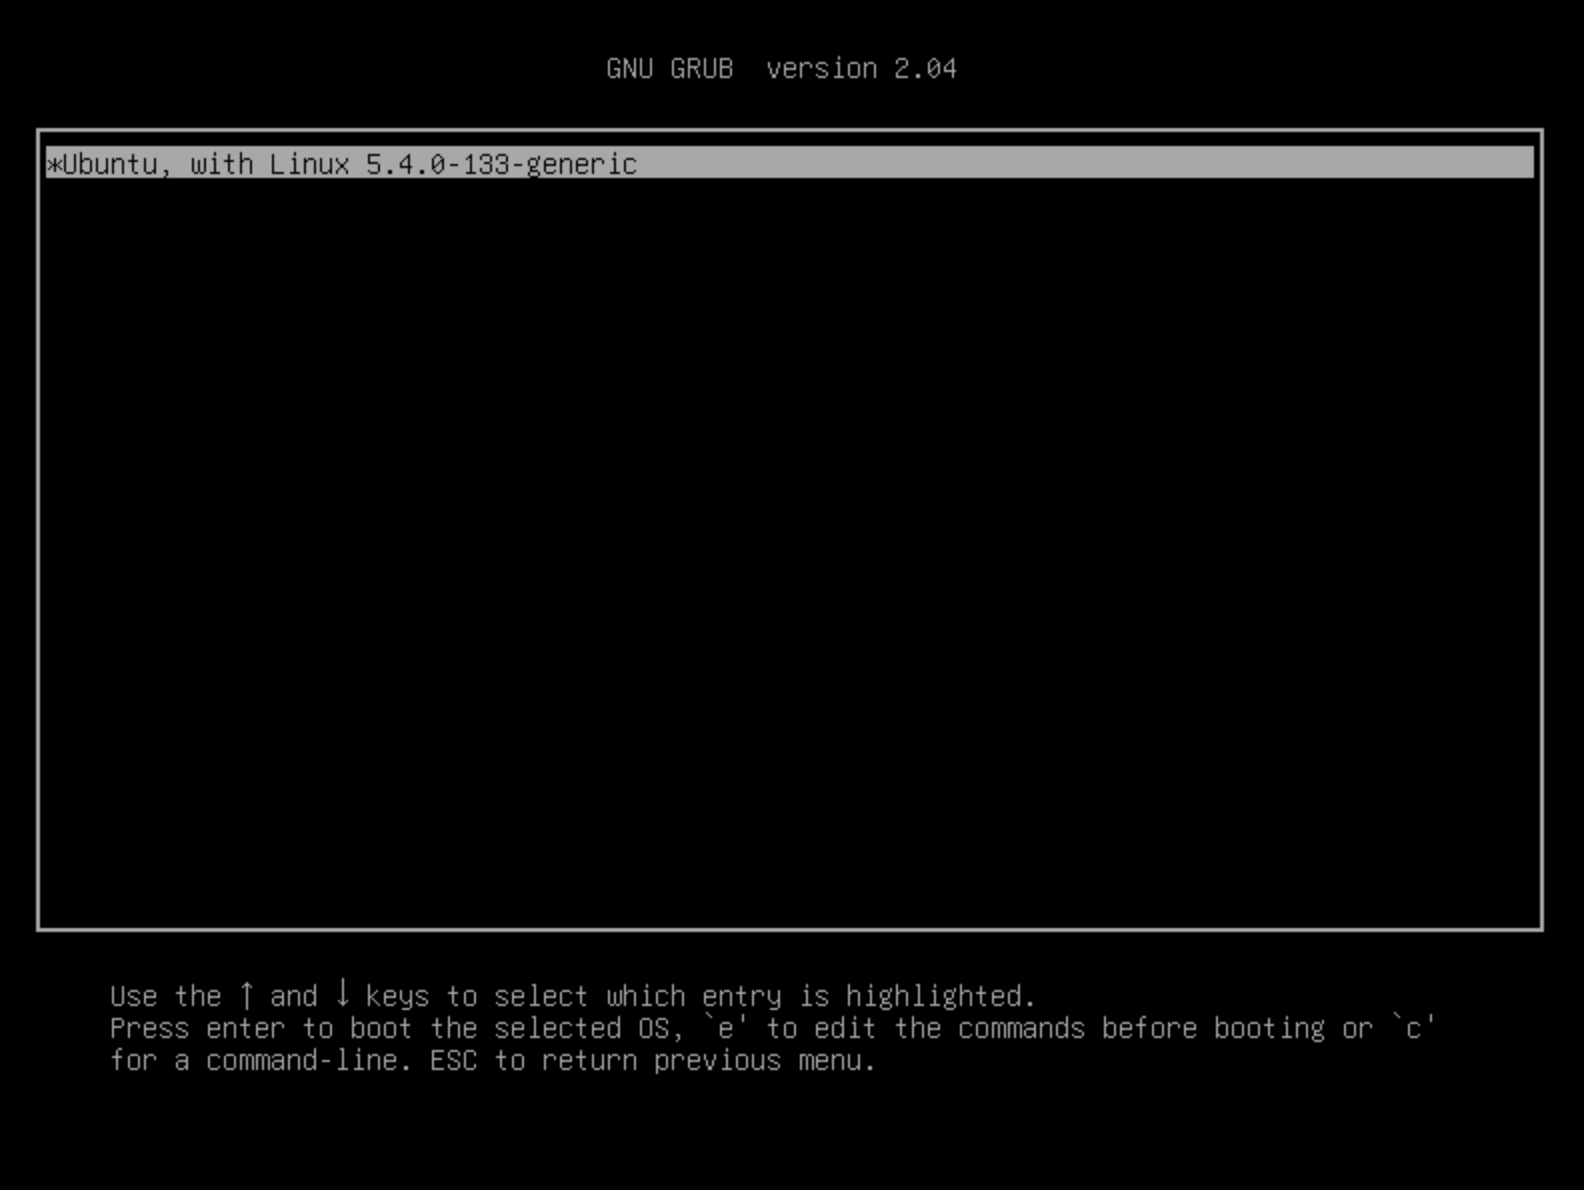 GNU GRUB  version 2.04
*Ubuntu, with Linux 5.4.0-133-generic
Use the ↑ and ↓ keys to select which entry is highlighted.
Press enter to boot the selected OS, `e' to edit the commands before booting or `c'
for a command-line. ESC to return previous menu.